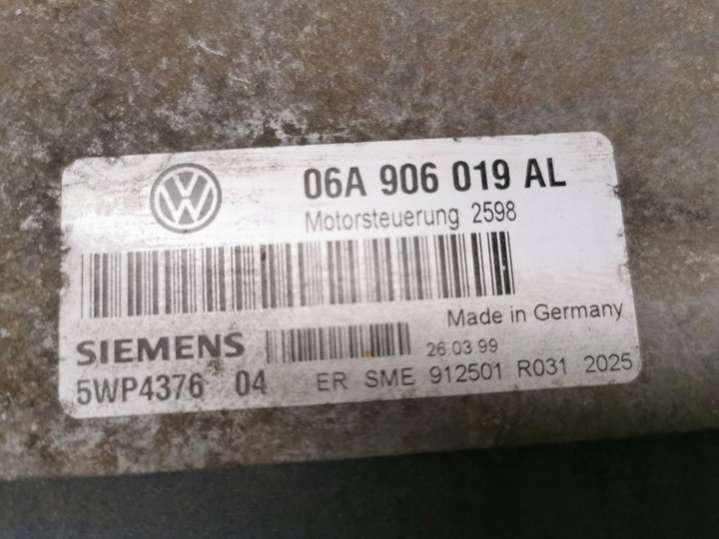 06A 906 019 AL
Motorsteuerung 2598
Made in Germany
SIEMENS 26.03.99
5WP4376 04 ER SME 912501 R031 2025